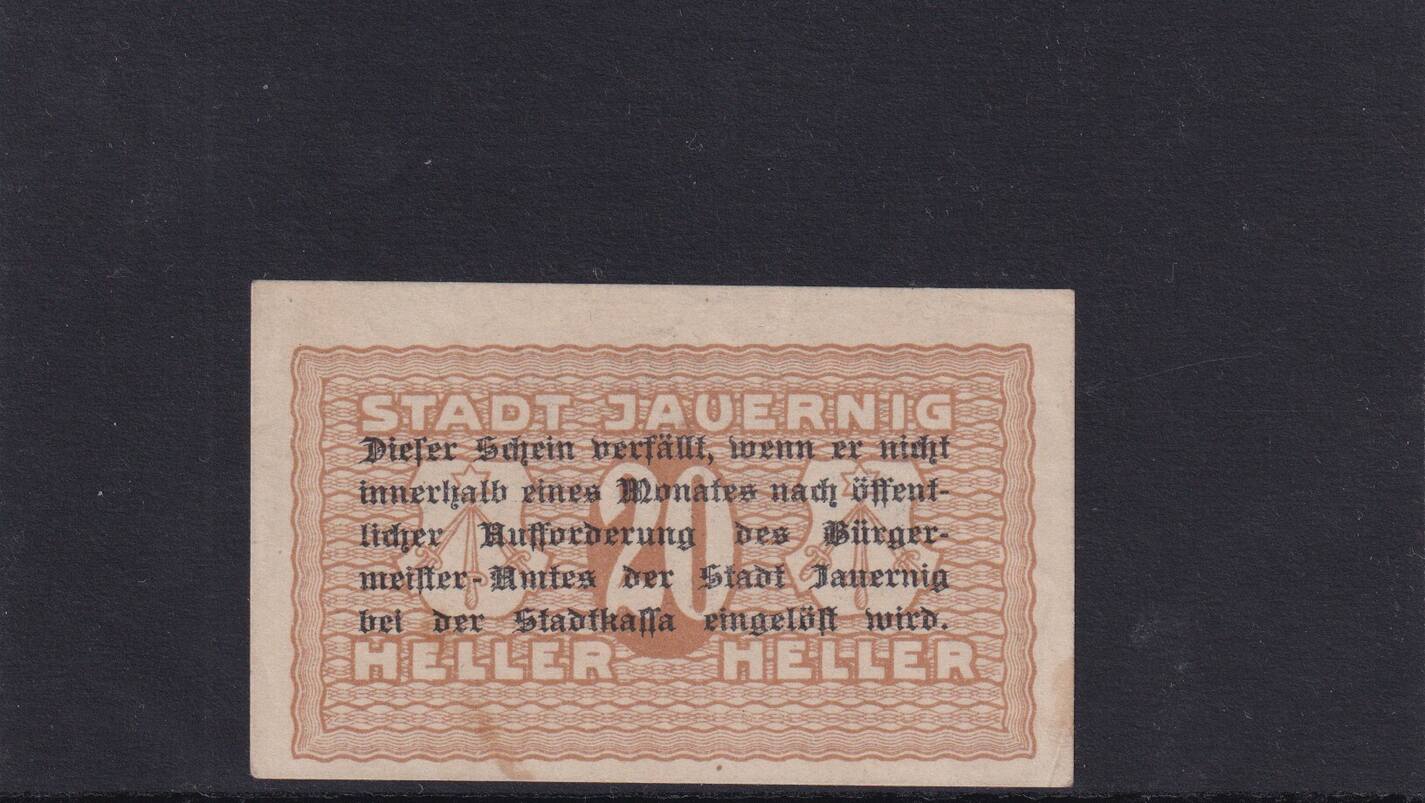 STADT JAUERNIG
Dieser Schein verfällt, wenn er nicht
innerhalb eines Monates nach öffent-
licher Aufforderung des Bürger-
meister-Amtes der Stadt Jauernig
bei der Stadtkassa eingelöst wird.
20
HELLER HELLER